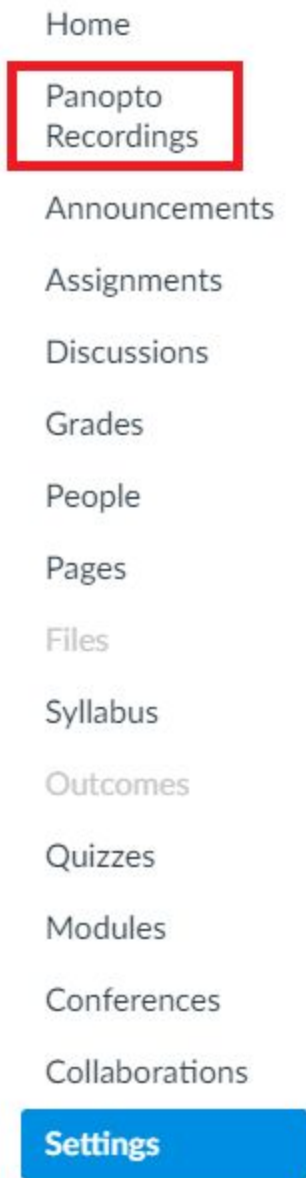 Home
Panopto
Recordings
Announcements
Assignments
Discussions
Grades
People
Pages
Files
Syllabus
Outcomes
Quizzes
Modules
Conferences
Collaborations
Settings